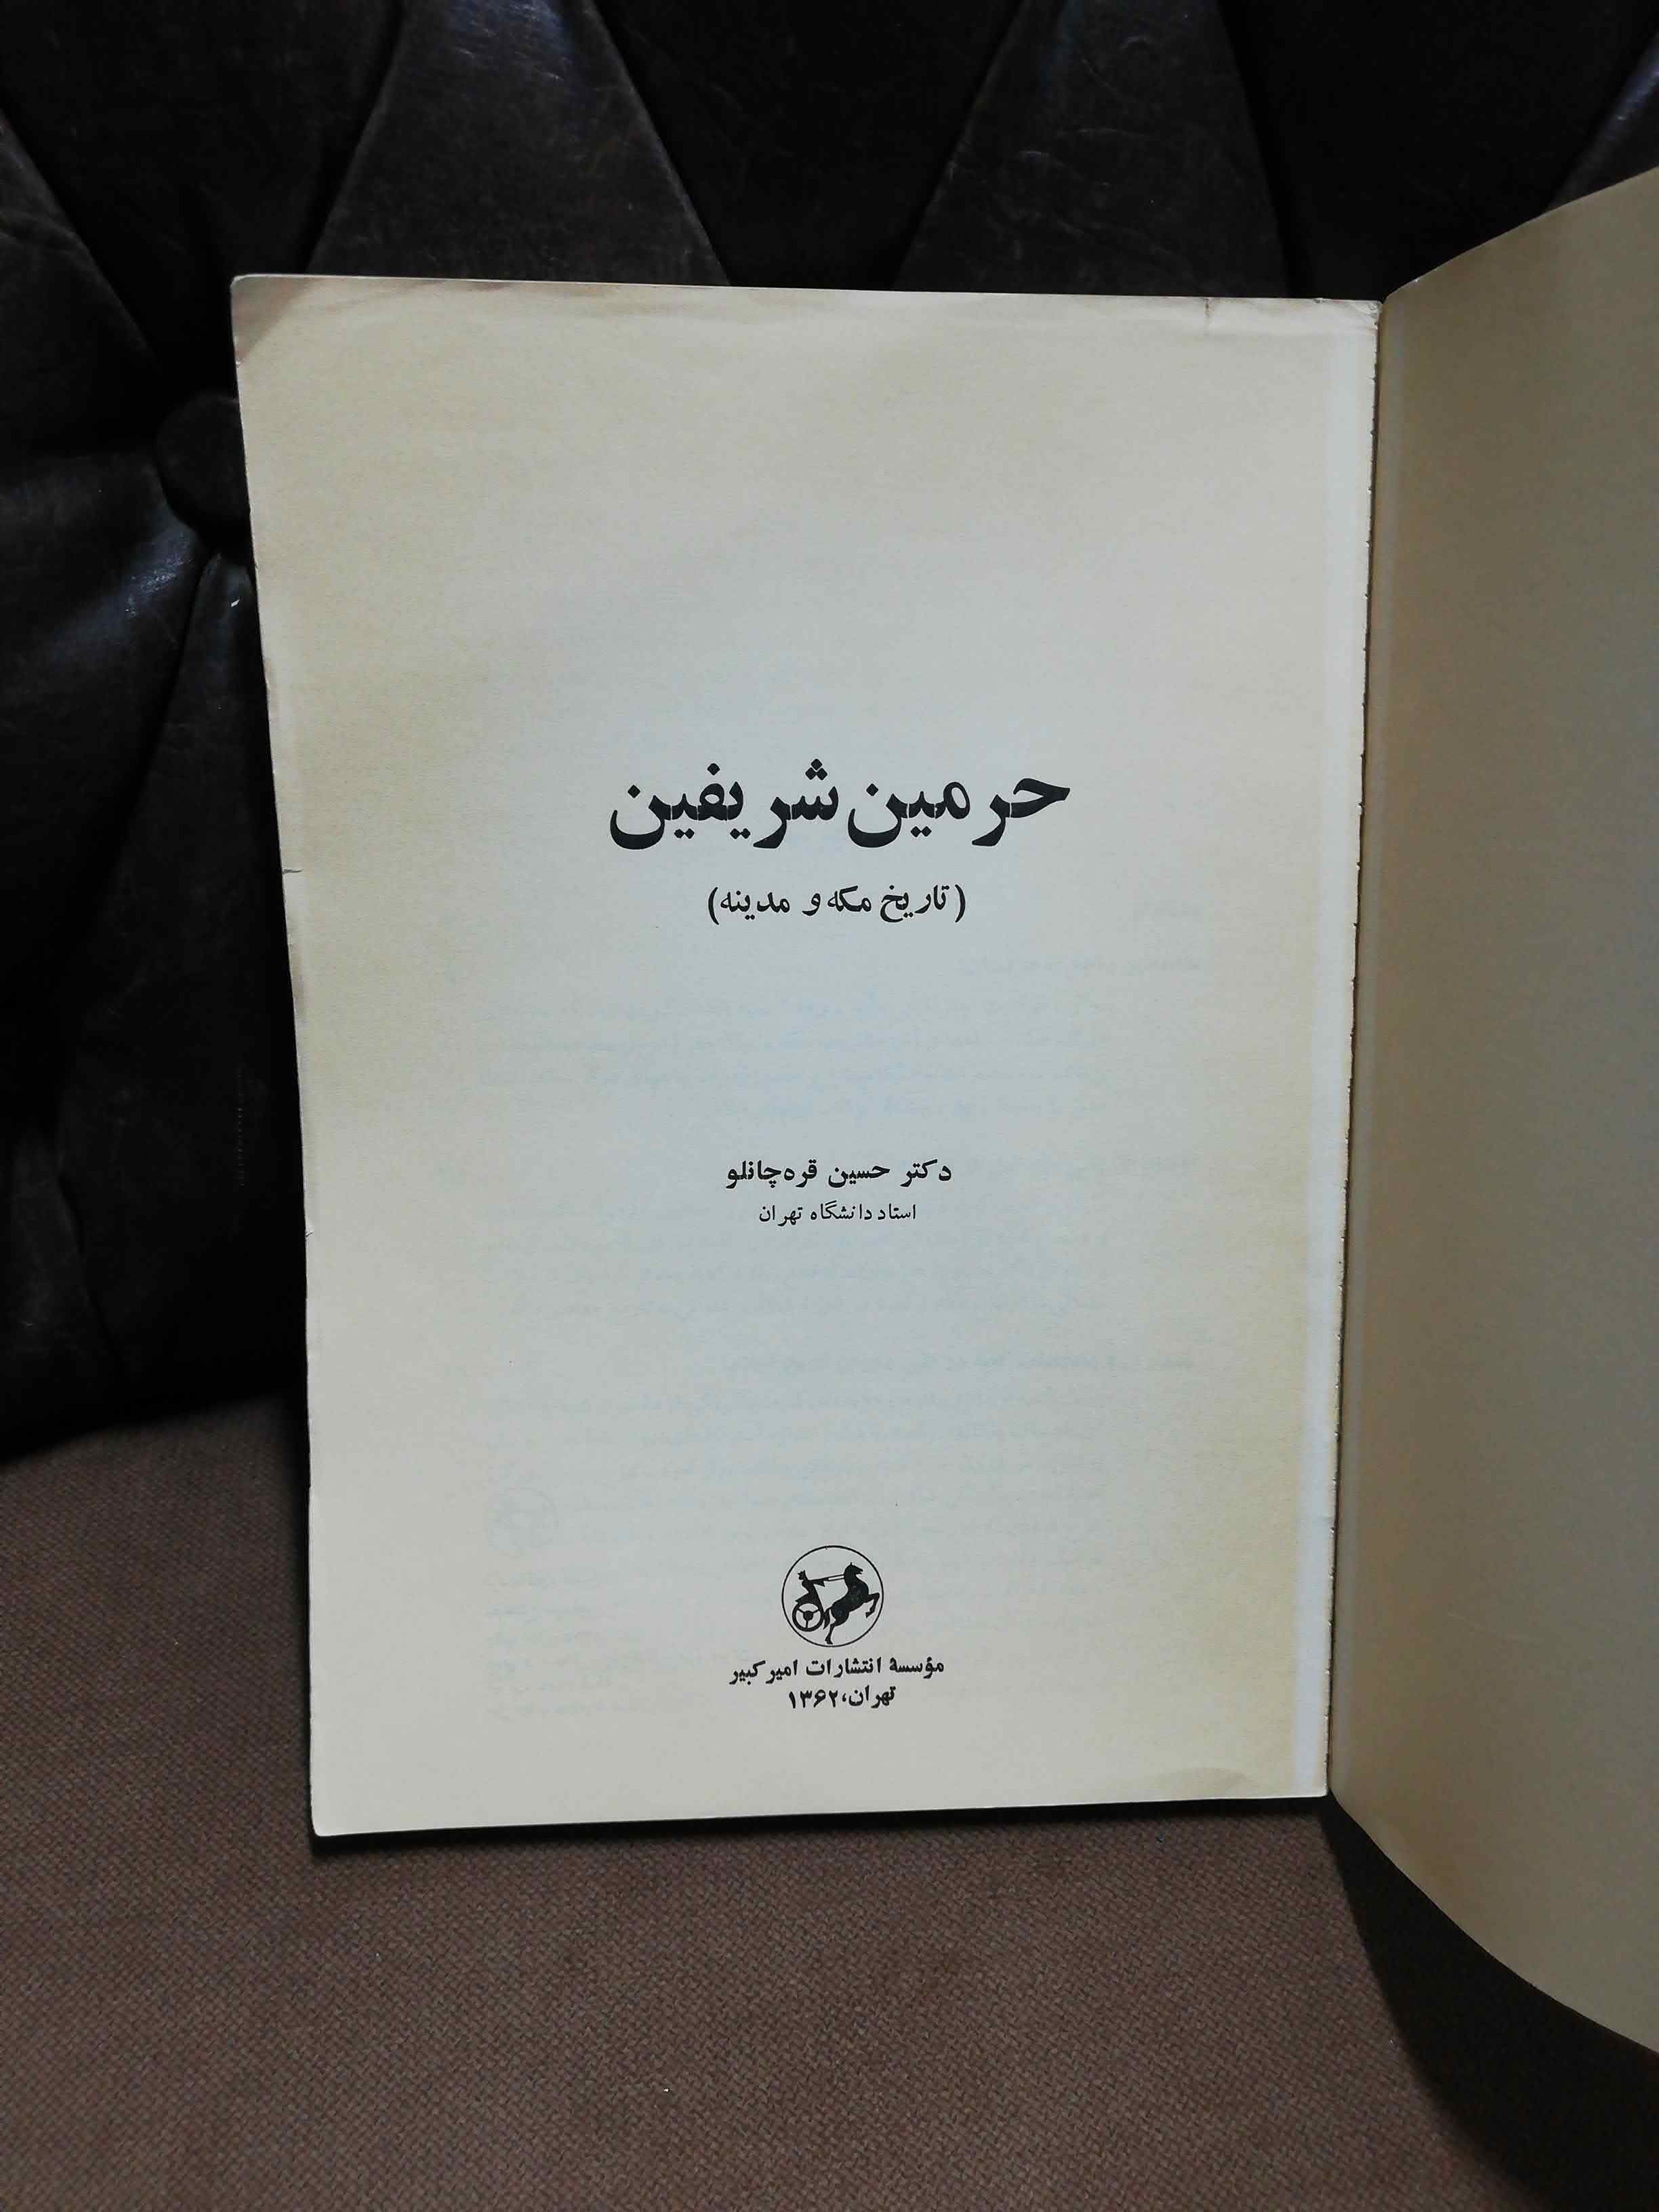 حرمین شریفین
(تاریخ مکه و مدینه)
دکتر حسین قره‌چانلو
استاد دانشگاه تهران
مؤسسهٔ انتشارات امیرکبیر
تهران، ۱۳۶۲